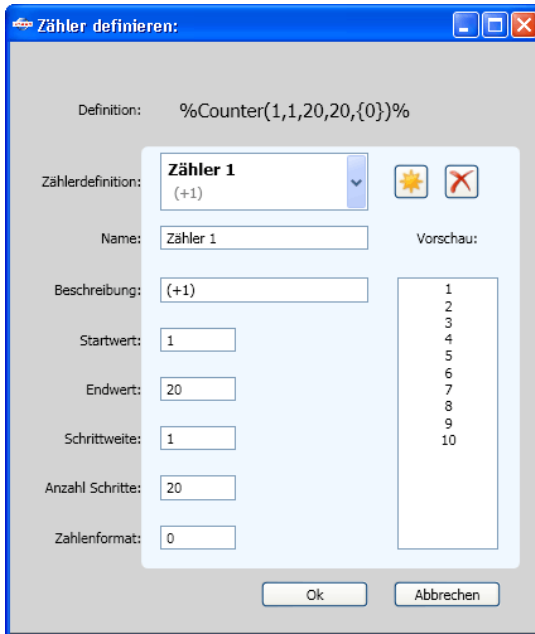 Zähler definieren:
Definition: %Counter(1,1,20,20,{0})%
Zählerdefinition: Zähler 1
(+1)
Name: Zähler 1
Vorschau:
Beschreibung: (+1)
Startwert: 1
Endwert: 20
Schrittweite: 1
Anzahl Schritte: 20
Zahlenformat: 0
1
2
3
4
5
6
7
8
9
10
Ok Abbrechen